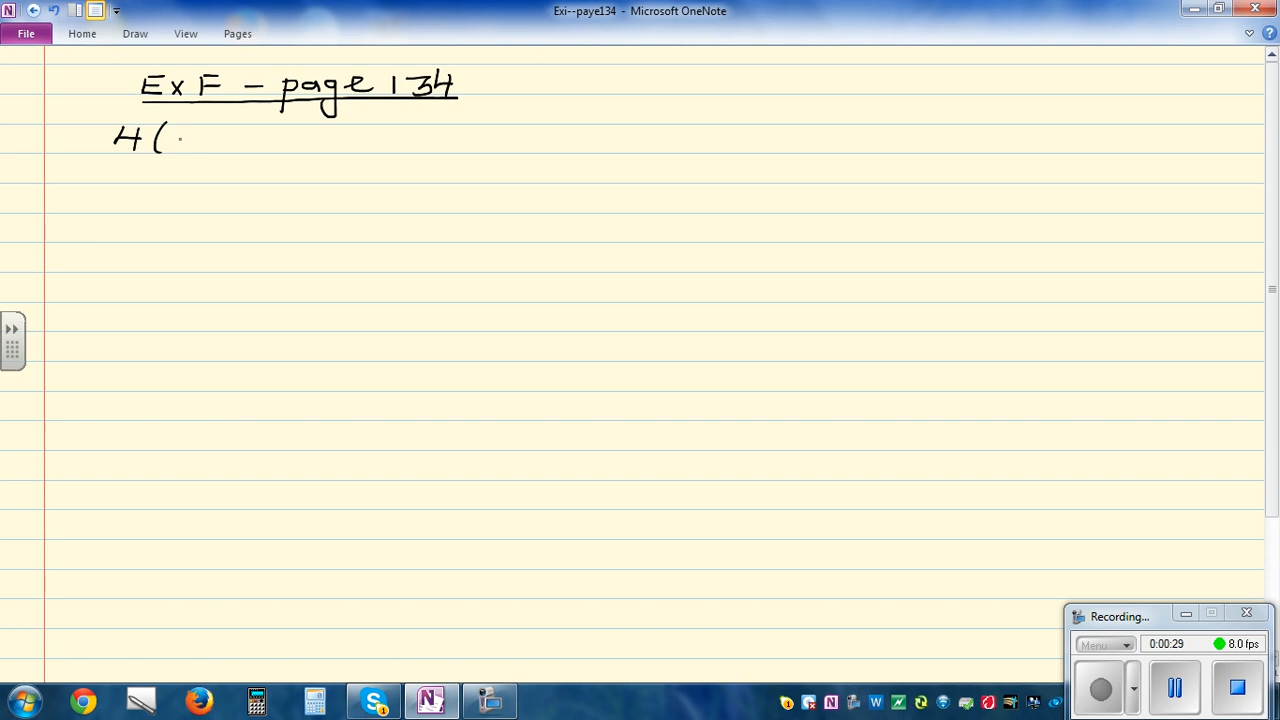 Exi--paye134 - Microsoft OneNote
File Home Draw View Pages
Ex F - page 134
4 (
Recording...
Menu 0:00:29 8.0 fps